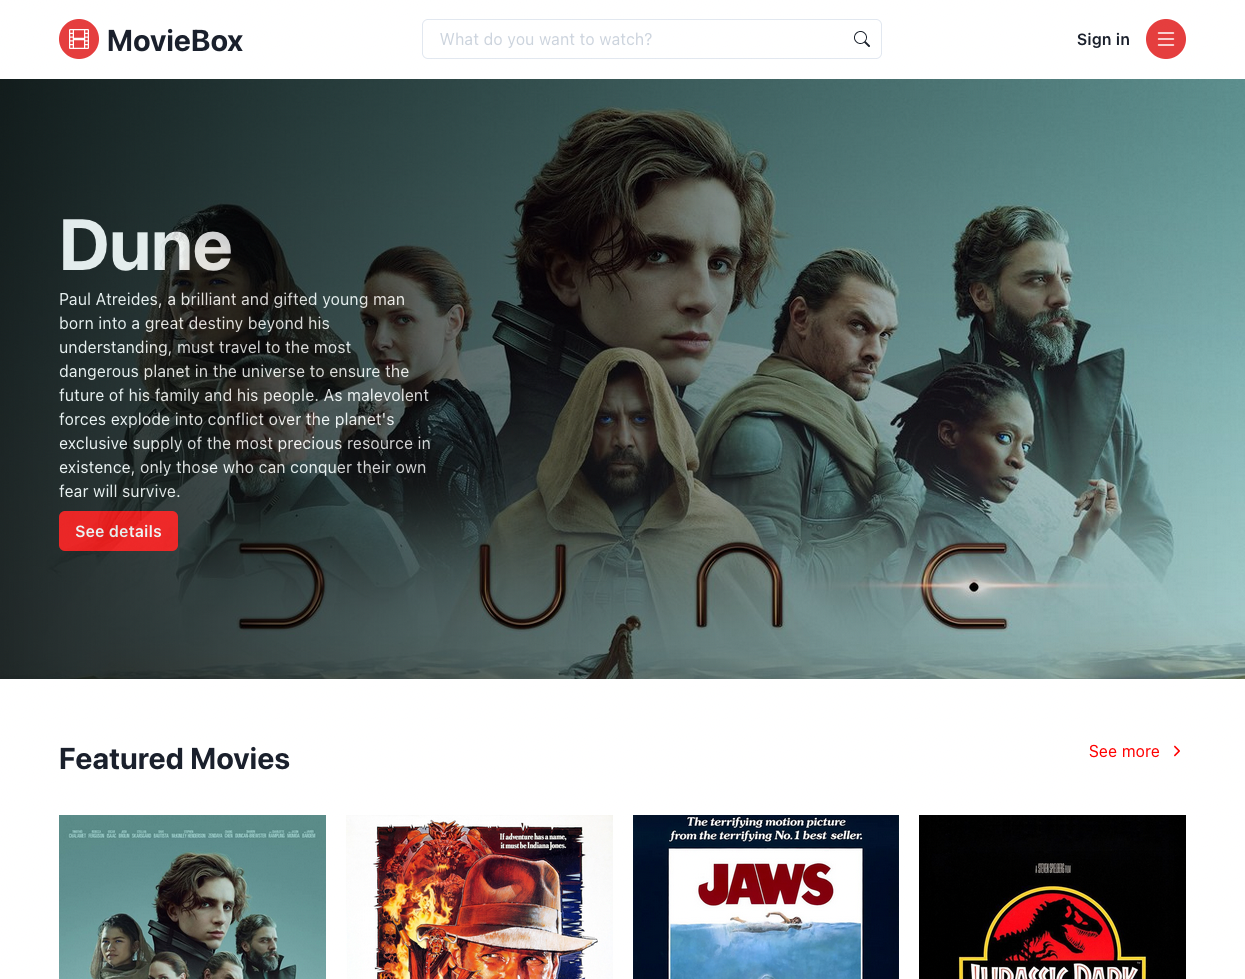 MovieBox
What do you want to watch?
Sign in
Dune
Paul Atreides, a brilliant and gifted young man
born into a great destiny beyond his
understanding, must travel to the most
dangerous planet in the universe to ensure the
future of his family and his people. As malevolent
forces explode into conflict over the planet's
exclusive supply of the most precious resource in
existence, only those who can conquer their own
fear will survive.
See details
DUNE
Featured Movies
See more
If adventure has a name,
it must be Indiana Jones.
The terrifying motion picture
from the terrifying No. 1 best seller.
JAWS
A STEVEN SPIELBERG FILM
JURASSIC PARK